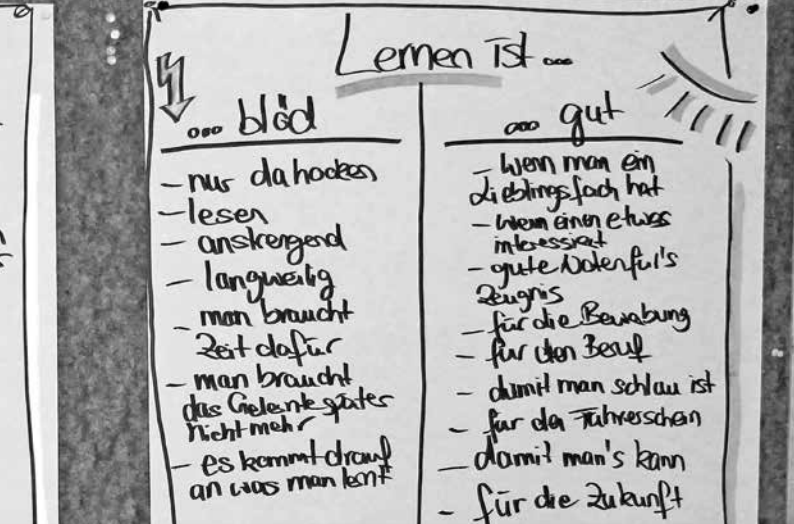 Lernen ist ...
... blöd
- nur dahocken
- lesen
- anstrengend
- langweilig
- man braucht
Zeit dafür
- man braucht
das Gelernte später
nicht mehr
- es kommt drauf
an was man lernt
... gut
- wenn man ein
Lieblingsfach hat
- wenn einen etwas
interessiert
- gute Noten für's
Zeugnis
- für die Bewerbung
- für den Beruf
- damit man schlau ist
- für den Führerschein
- damit man's kann
- für die Zukunft